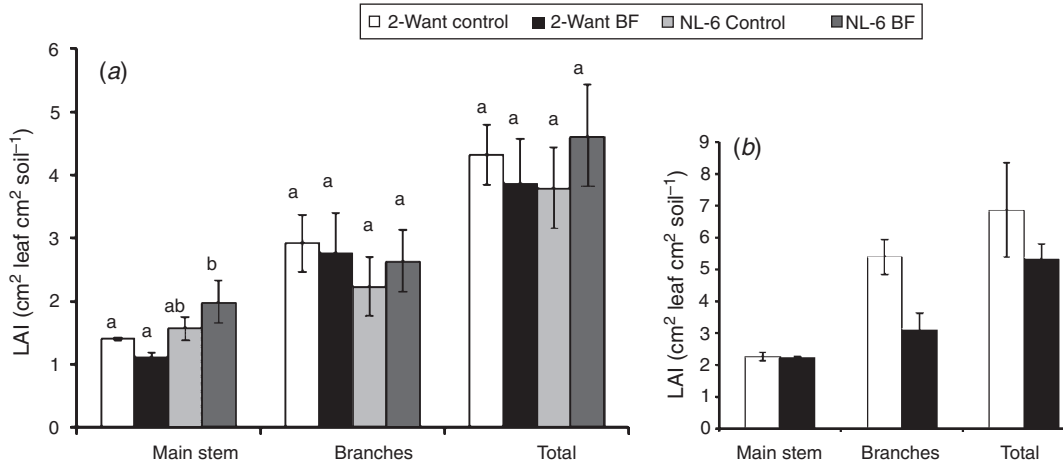 2-Want control 2-Want BF NL-6 Control NL-6 BF
(a)
LAI (cm² leaf cm² soil⁻¹)
6
5
4
3
2
1
0
a a ab b
a a a a
a a a a
Main stem Branches Total
(b)
LAI (cm² leaf cm² soil⁻¹)
9
8
7
6
5
4
3
2
1
0
Main stem Branches Total